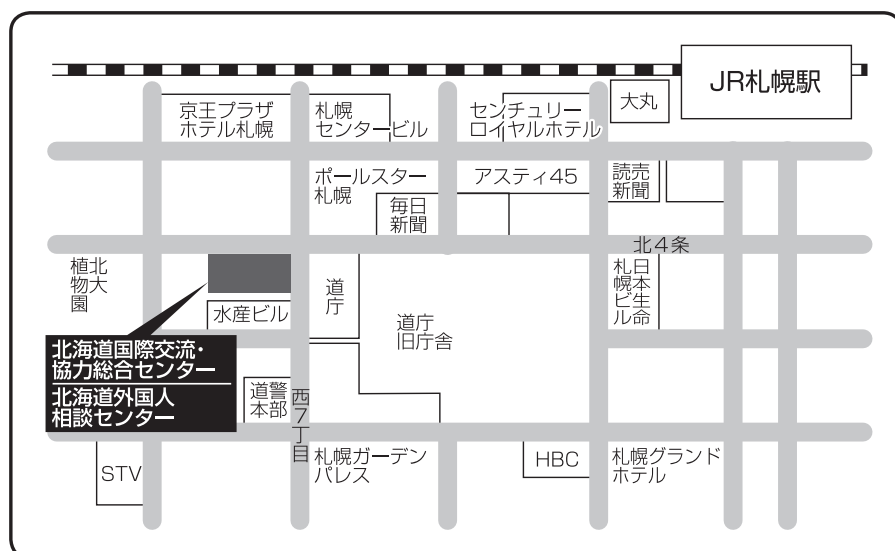 JR札幌駅
大丸
京王プラザ
ホテル札幌
札幌
センタービル
センチュリー
ロイヤルホテル
ポールスター
札幌
アスティ45
読売
新聞
毎日
新聞
北4条
北大
植物園
道庁
道庁
旧庁舎
日本生命
札幌ビル
水産ビル
北海道国際交流・
協力総合センター
北海道外国人
相談センター
道警
本部
西7丁目
STV
札幌ガーデン
パレス
HBC
札幌グランド
ホテル